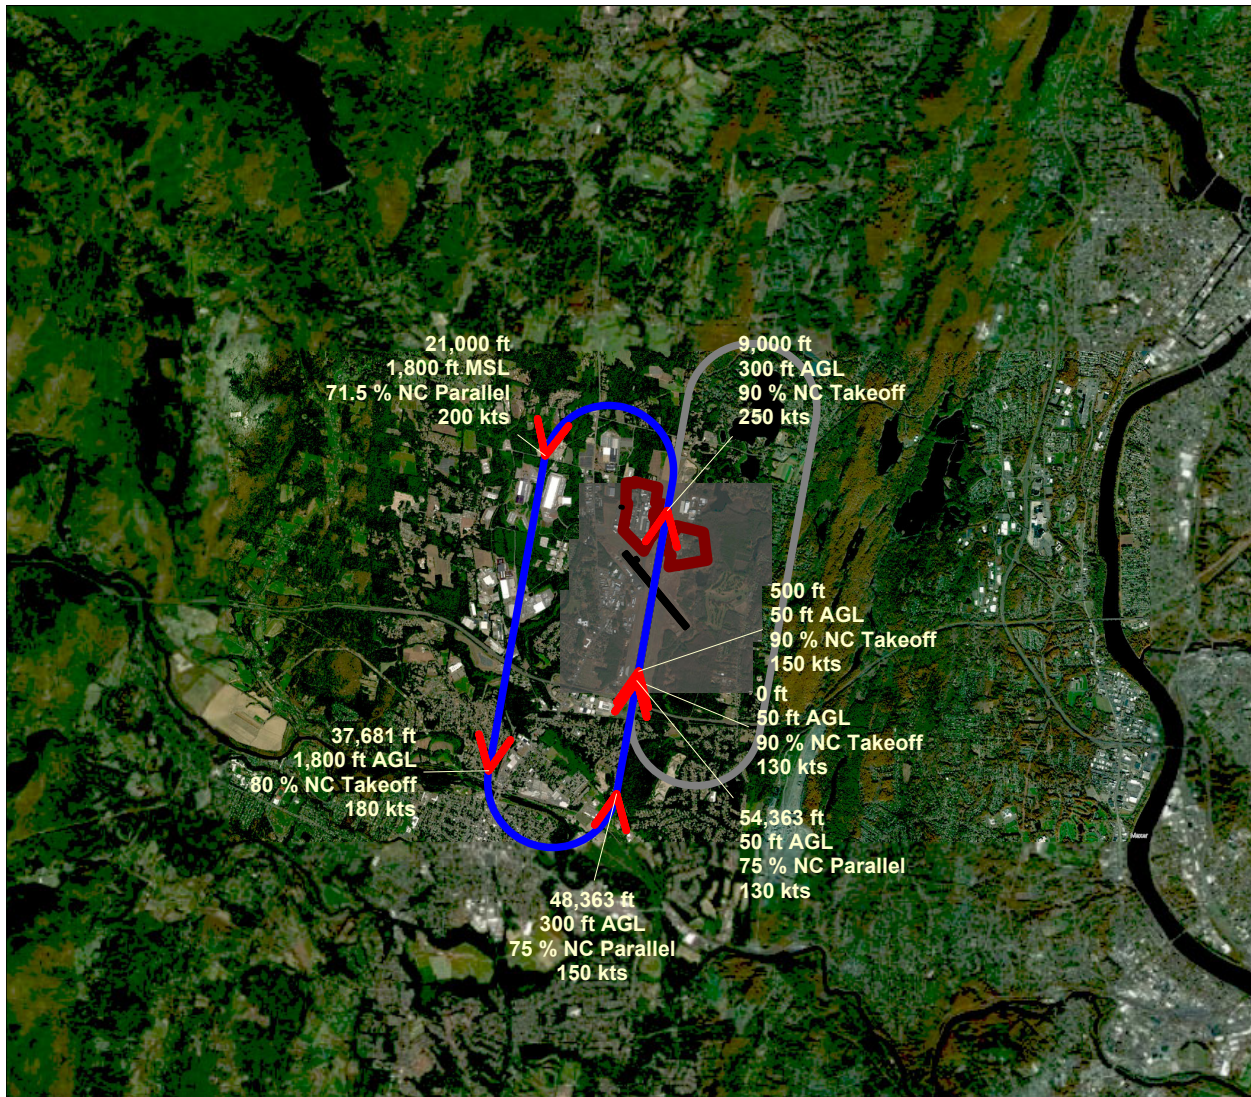 21,000 ft
1,800 ft MSL
71.5 % NC Parallel
200 kts
9,000 ft
300 ft AGL
90 % NC Takeoff
250 kts
500 ft
50 ft AGL
90 % NC Takeoff
150 kts
0 ft
50 ft AGL
90 % NC Takeoff
130 kts
37,681 ft
1,800 ft AGL
80 % NC Takeoff
180 kts
54,363 ft
50 ft AGL
75 % NC Parallel
130 kts
Maxar
48,363 ft
300 ft AGL
75 % NC Parallel
150 kts